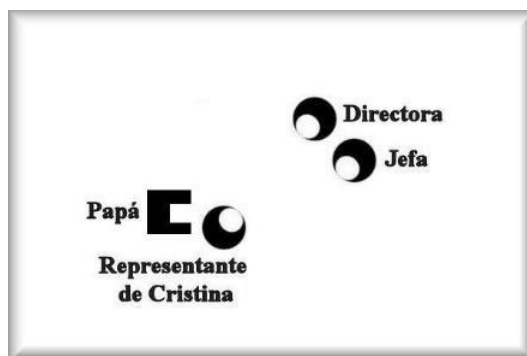 Directora
Jefa
Papá
Representante
de Cristina